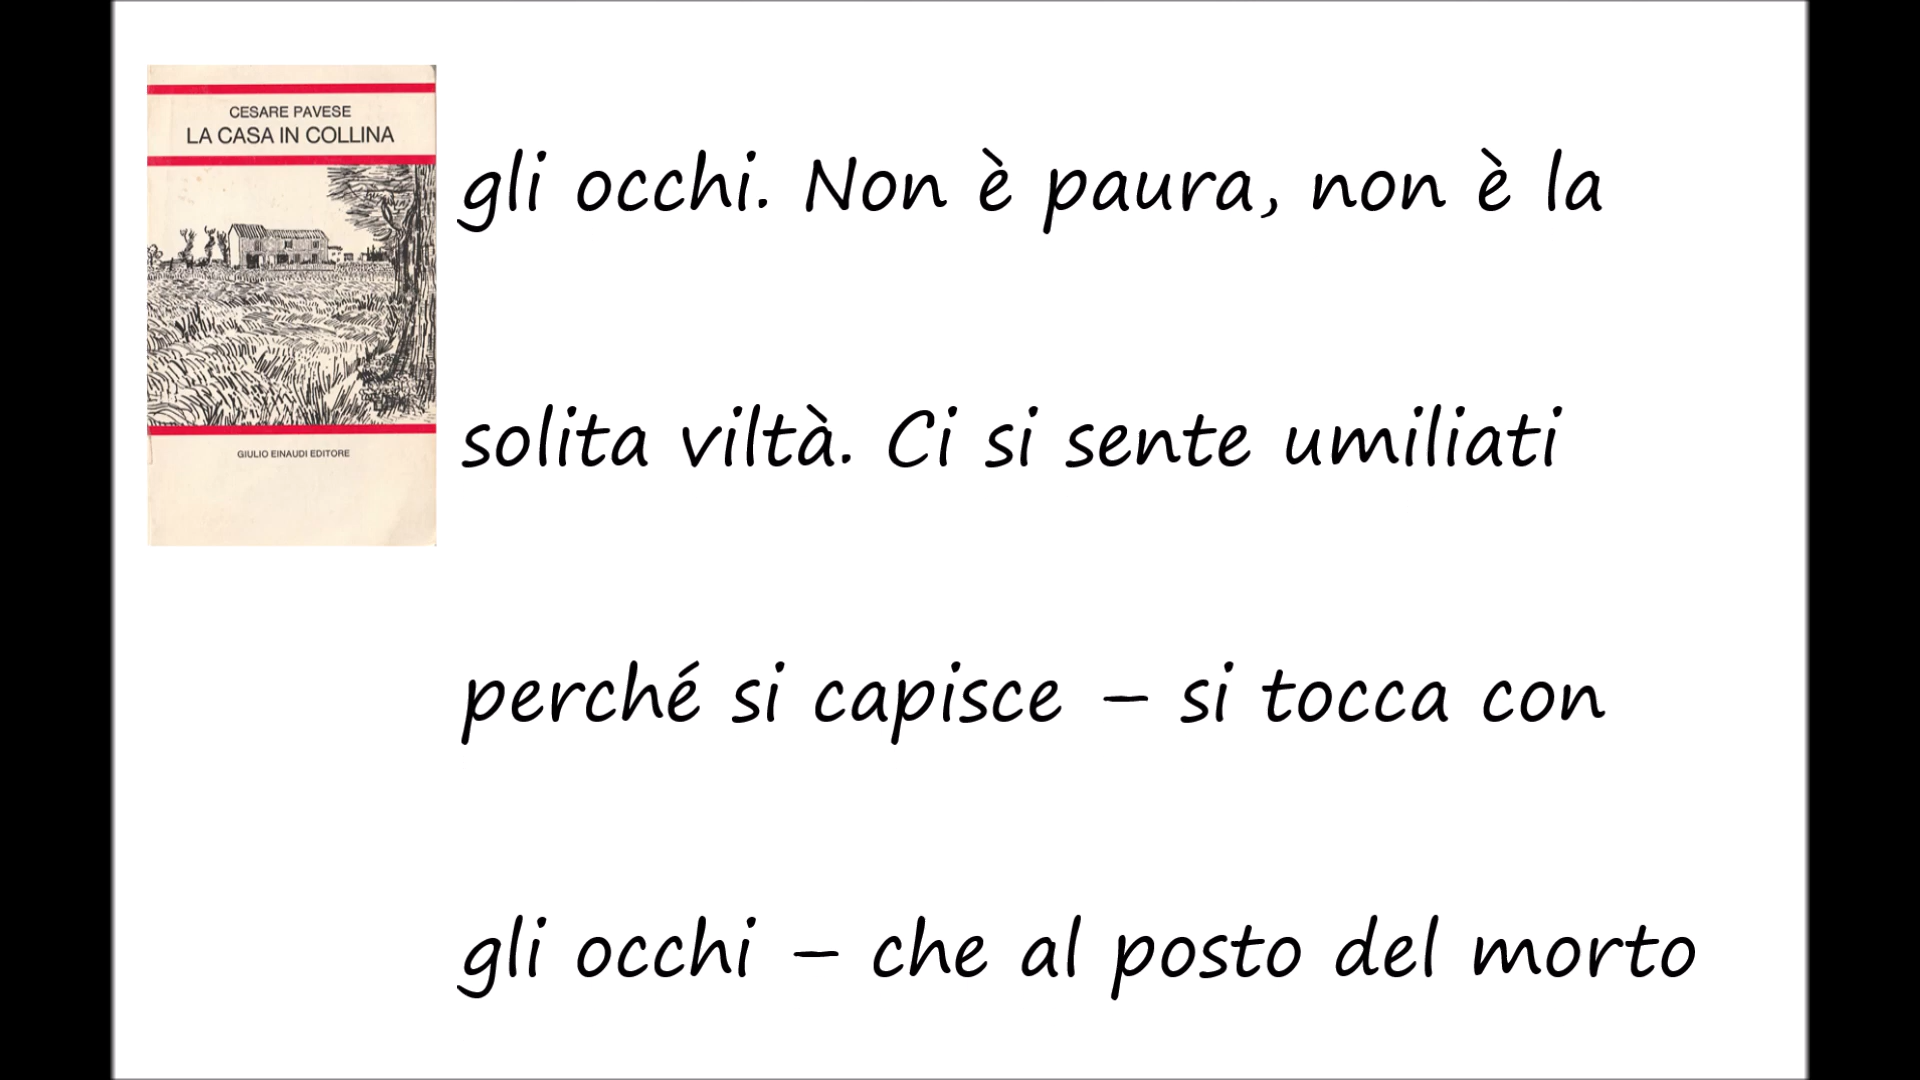 CESARE PAVESE
LA CASA IN COLLINA
GIULIO EINAUDI EDITORE
gli occhi. Non è paura, non è la
solita viltà. Ci si sente umiliati
perché si capisce – si tocca con
gli occhi – che al posto del morto